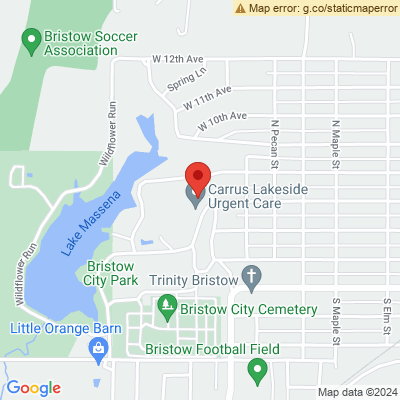 Map error: g.co/staticmaperror
Bristow Soccer
Association
W 12th Ave
Spring Ln
W 11th Ave
W 10th Ave
Wildflower Run
N Pecan St
N Maple St
Lake Massena
Carrus Lakeside
Urgent Care
Wildflower Run
Bristow
City Park
Trinity Bristow
Bristow City Cemetery
Little Orange Barn
S Maple St
S Elm St
Bristow Football Field
Google
Map data ©2024